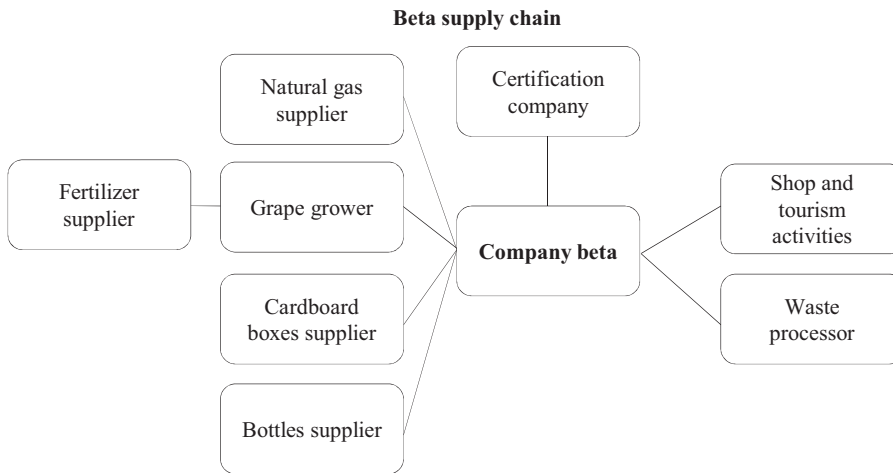 Beta supply chain
Natural gas
supplier
Certification
company
Fertilizer
supplier
Grape grower
Company beta
Shop and
tourism
activities
Cardboard
boxes supplier
Waste
processor
Bottles supplier